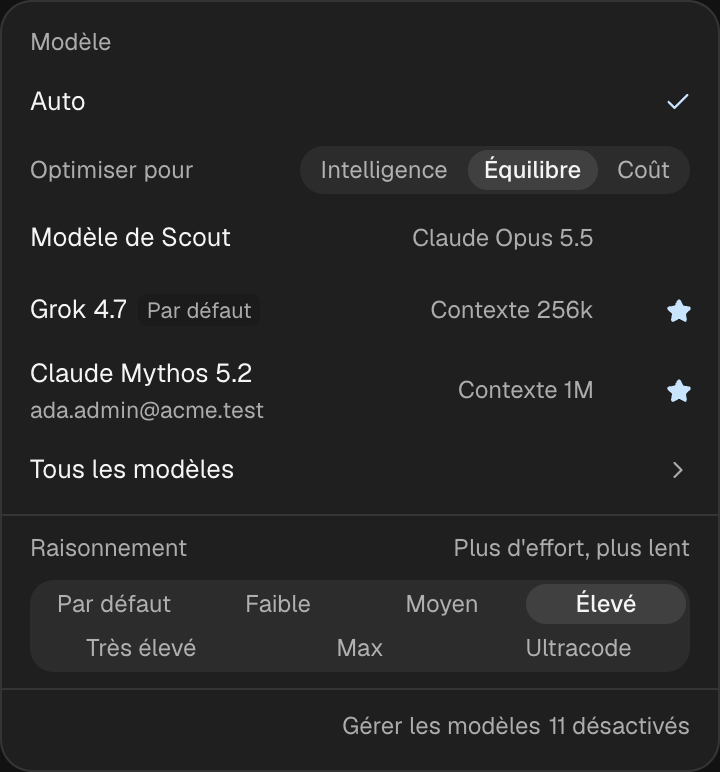 Modèle
Auto
Optimiser pour Intelligence Équilibre Coût
Modèle de Scout Claude Opus 5.5
Grok 4.7 Par défaut Contexte 256k
Claude Mythos 5.2
ada.admin@acme.test Contexte 1M
Tous les modèles
Raisonnement Plus d'effort, plus lent
Par défaut Faible Moyen Élevé
Très élevé Max Ultracode
Gérer les modèles 11 désactivés